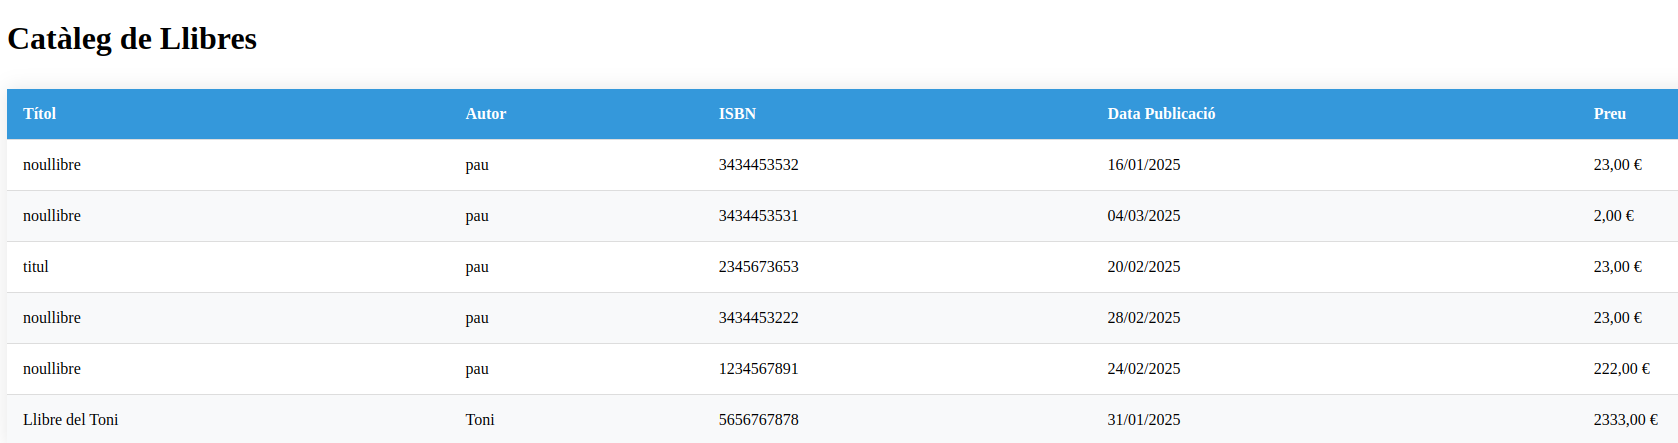 Catàleg de Llibres
Títol Autor ISBN Data Publicació Preu
noullibre pau 3434453532 16/01/2025 23,00 €
noullibre pau 3434453531 04/03/2025 2,00 €
titul pau 2345673653 20/02/2025 23,00 €
noullibre pau 3434453222 28/02/2025 23,00 €
noullibre pau 1234567891 24/02/2025 222,00 €
Llibre del Toni Toni 5656767878 31/01/2025 2333,00 €